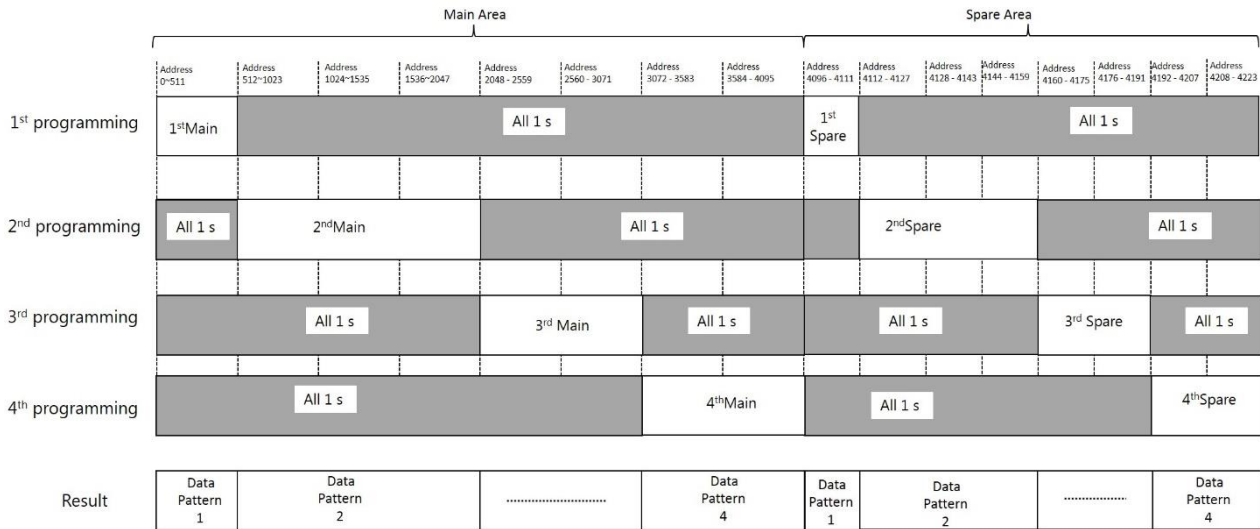 Main Area
Spare Area
Address
0~511
Address
512~1023
Address
1024~1535
Address
1536~2047
Address
2048 - 2559
Address
2560 - 3071
Address
3072 - 3583
Address
3584 - 4095
Address
4096 - 4111
Address
4112 - 4127
Address
4128 - 4143
Address
4144 - 4159
Address
4160 - 4175
Address
4176 - 4191
Address
4192 - 4207
Address
4208 - 4223
1st programming
1stMain
All 1 s
1st
Spare
All 1 s
2nd programming
All 1 s
2ndMain
All 1 s
2ndSpare
All 1 s
3rd programming
All 1 s
3rd Main
All 1 s
All 1 s
3rd Spare
All 1 s
4th programming
All 1 s
4thMain
All 1 s
4thSpare
Result
Data
Pattern
1
Data
Pattern
2
....................
Data
Pattern
4
Data
Pattern
1
Data
Pattern
2
............
Data
Pattern
4